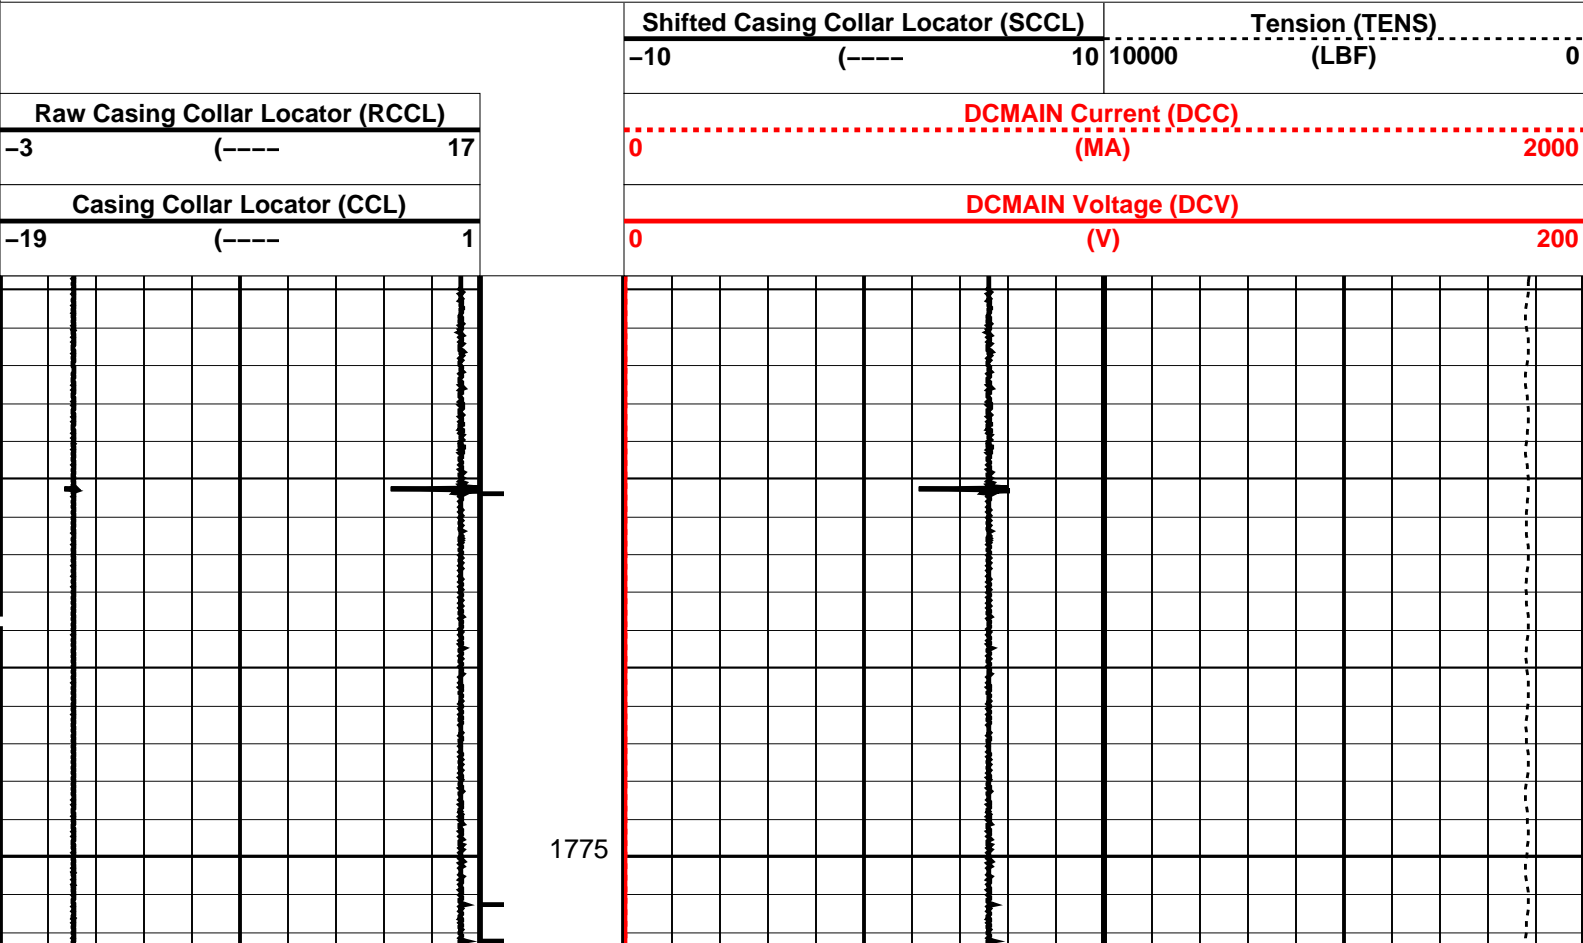 Shifted Casing Collar Locator (SCCL) Tension (TENS)
−10 (−−−− 10 10000 (LBF) 0
Raw Casing Collar Locator (RCCL) DCMAIN Current (DCC)
−3 (−−−− 17 0 (MA) 2000
Casing Collar Locator (CCL) DCMAIN Voltage (DCV)
−19 (−−−− 1 0 (V) 200
1775